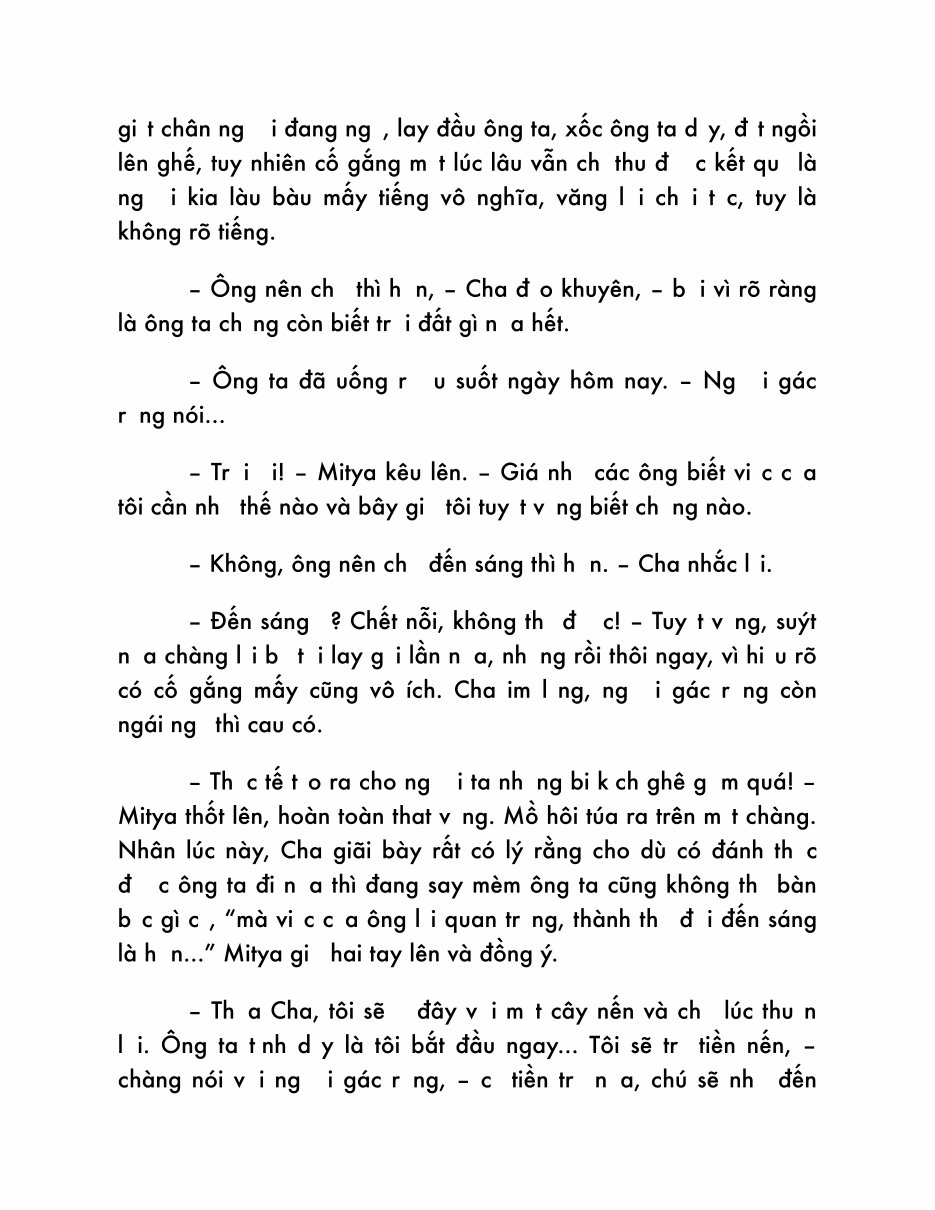 gi t chân ng  i đang ng , lay đầu ông ta, xốc ông ta d y, đ t ngồi
lên ghế, tuy nhiên cố gắng m t lúc lâu vẫn ch thu đ  c kết qu là
ng  i kia làu bàu mấy tiếng vô nghĩa, văng l i ch i t c, tuy là
không rõ tiếng.
– Ông nên ch  thì h n, – Cha đ o khuyên, – b i vì rõ ràng
là ông ta ch ng còn biết tr i đất gì n a hết.
– Ông ta đã uống r  u suốt ngày hôm nay. – Ng  i gác
r ng nói...
– Tr i  i! – Mitya kêu lên. – Giá nh  các ông biết vi c c a
tôi cần nh  thế nào và bây gi  tôi tuy t v ng biết ch ng nào.
– Không, ông nên ch  đến sáng thì h n. – Cha nhắc l i.
– Đến sáng  ? Chết nỗi, không th  đ  c! – Tuy t v ng, suýt
n a chàng l i b  t i lay g i lần n a, nh ng rồi thôi ngay, vì hi u rõ
có cố gắng mấy cũng vô ích. Cha im l ng, ng  i gác r ng còn
ngái ng  thì cau có.
– Th c tế t o ra cho ng  i ta nh ng bi k ch ghê g m quá! –
Mitya thốt lên, hoàn toàn that v ng. Mồ hôi túa ra trên m t chàng.
Nhân lúc này, Cha giãi bày rất có lý rằng cho dù có đánh th c
đ  c ông ta đi n a thì đang say mèm ông ta cũng không th  bàn
b c gì c , “mà vi c c a ông l i quan tr ng, thành th  đ i đến sáng
là h n...” Mitya gi  hai tay lên và đồng ý.
– Th a Cha, tôi sẽ   đây v i m t cây nến và ch  lúc thu n
l i. Ông ta t nh d y là tôi bắt đầu ngay... Tôi sẽ tr  tiền nến, –
chàng nói v i ng  i gác r ng, – c  tiền tr  n a, chú sẽ nh  đến